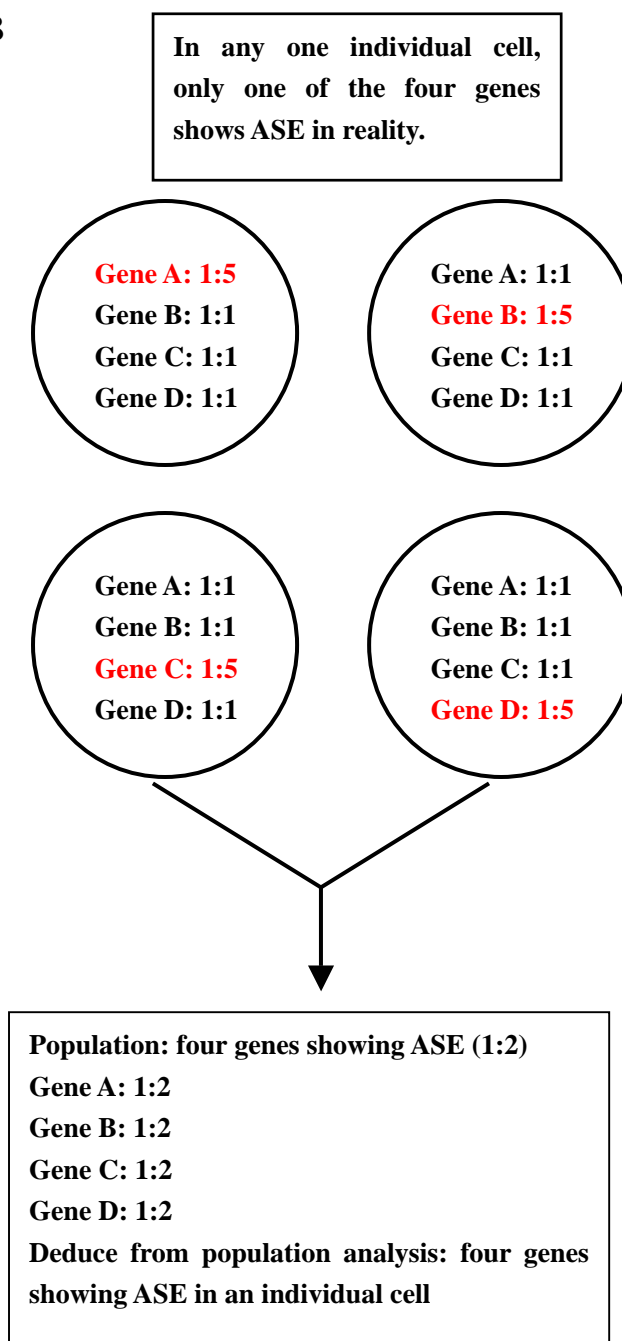 In any one individual cell,
only one of the four genes
shows ASE in reality.
Gene A: 1:5
Gene B: 1:1
Gene C: 1:1
Gene D: 1:1
Gene A: 1:1
Gene B: 1:5
Gene C: 1:1
Gene D: 1:1
Gene A: 1:1
Gene B: 1:1
Gene C: 1:5
Gene D: 1:1
Gene A: 1:1
Gene B: 1:1
Gene C: 1:1
Gene D: 1:5
Population: four genes showing ASE (1:2)
Gene A: 1:2
Gene B: 1:2
Gene C: 1:2
Gene D: 1:2
Deduce from population analysis: four genes
showing ASE in an individual cell